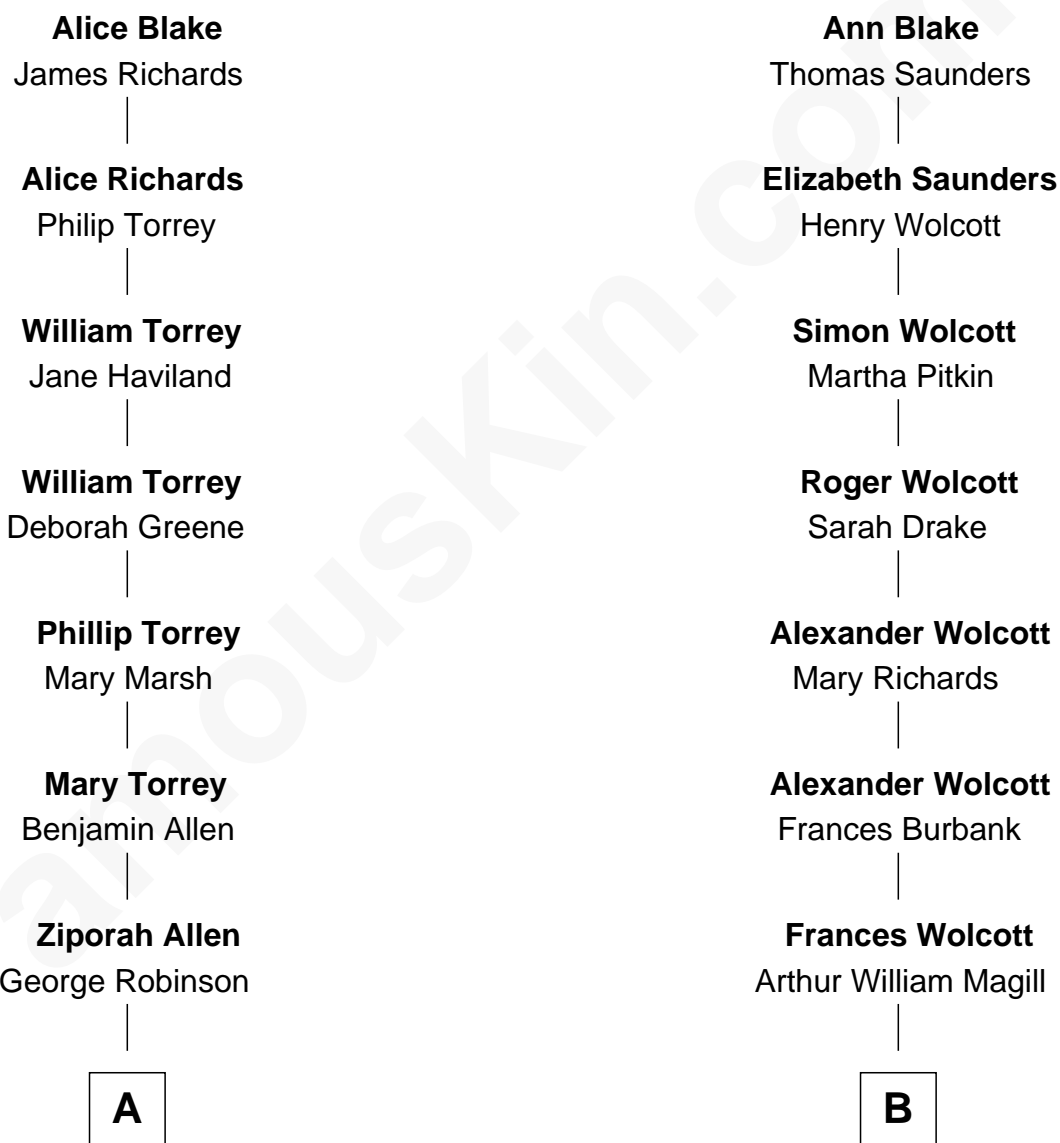 Alice Blake
James Richards
Alice Richards
Philip Torrey
William Torrey
Jane Haviland
William Torrey
Deborah Greene
Phillip Torrey
Mary Marsh
Mary Torrey
Benjamin Allen
Ziporah Allen
George Robinson
A
Ann Blake
Thomas Saunders
Elizabeth Saunders
Henry Wolcott
Simon Wolcott
Martha Pitkin
Roger Wolcott
Sarah Drake
Alexander Wolcott
Mary Richards
Alexander Wolcott
Frances Burbank
Frances Wolcott
Arthur William Magill
B
amouskin.com